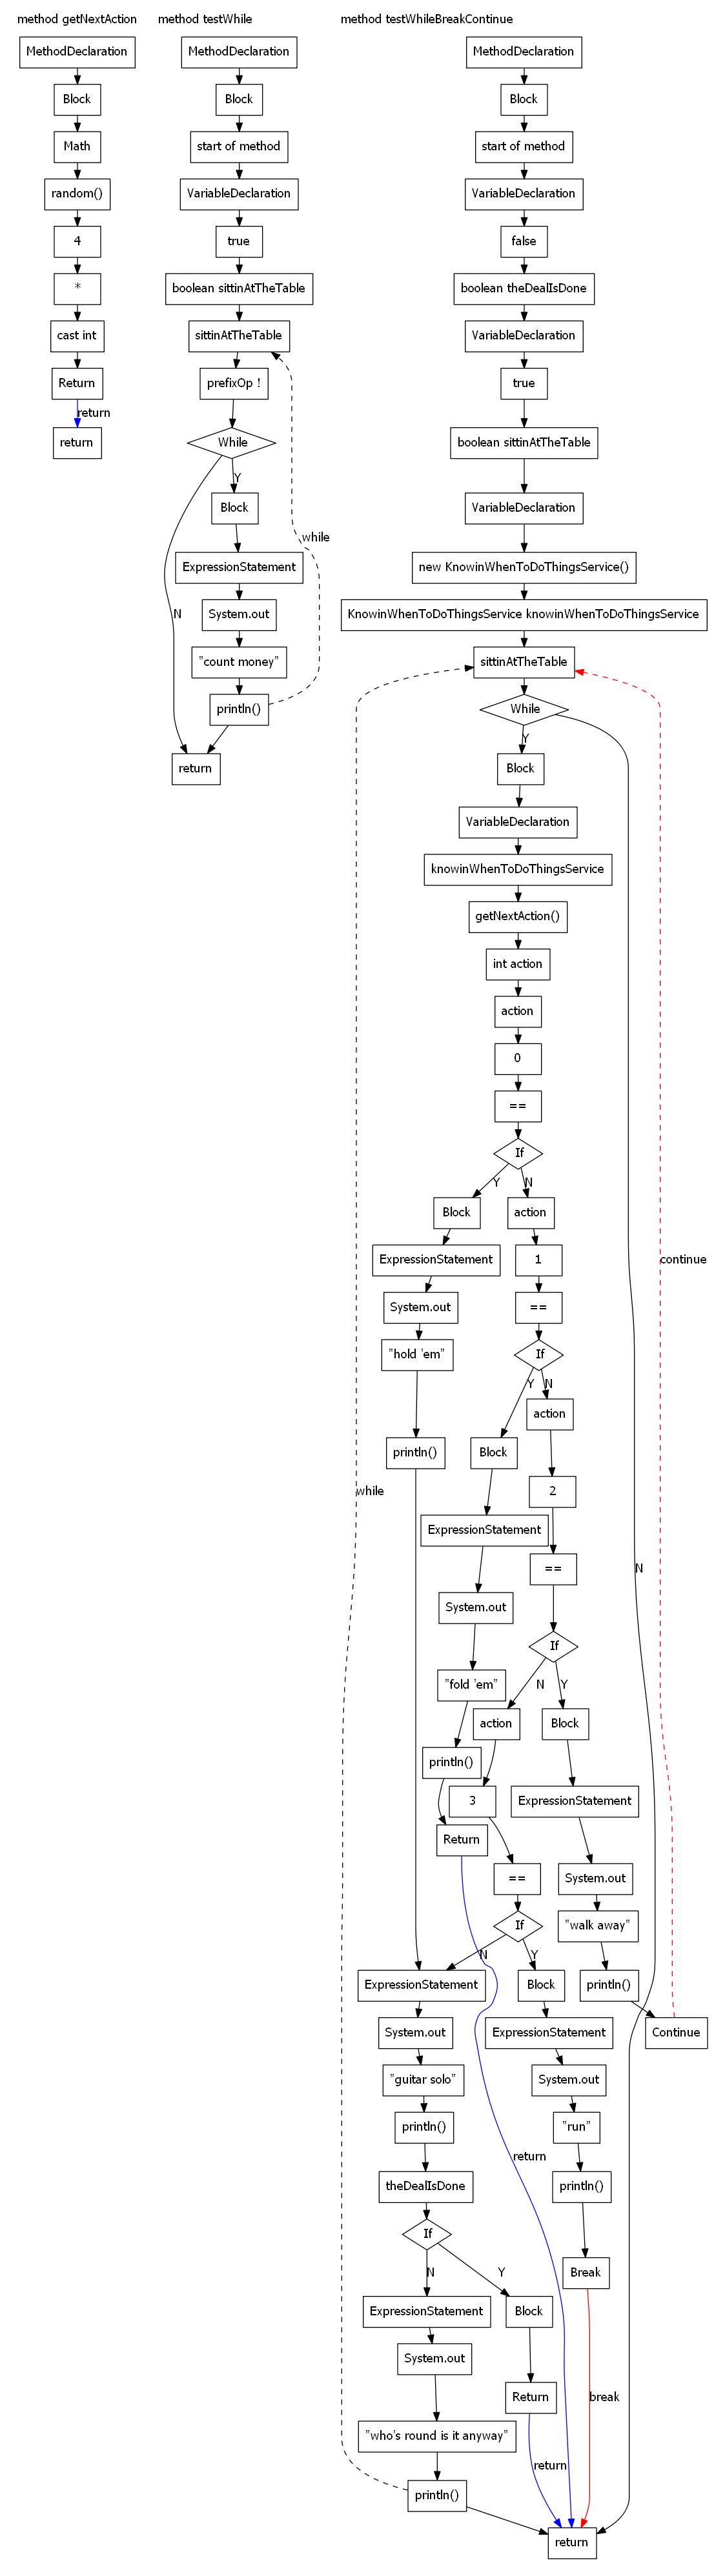 method getNextAction
MethodDeclaration
Block
Math
random()
4
*
cast int
Return
return
return
method testWhile
MethodDeclaration
Block
start of method
VariableDeclaration
true
boolean sittinAtTheTable
sittinAtTheTable
prefixOp !
While
Y
Block
while
ExpressionStatement
N
System.out
"count money"
println()
return
method testWhileBreakContinue
MethodDeclaration
Block
start of method
VariableDeclaration
false
boolean theDealIsDone
VariableDeclaration
true
boolean sittinAtTheTable
VariableDeclaration
new KnowinWhenToDoThingsService()
KnowinWhenToDoThingsService knowinWhenToDoThingsService
sittinAtTheTable
While
Y
Block
VariableDeclaration
knowinWhenToDoThingsService
getNextAction()
int action
action
0
==
If
Y
N
Block
action
ExpressionStatement
1
continue
System.out
==
"hold 'em"
If
Y
N
action
println()
Block
while
2
ExpressionStatement
==
N
System.out
If
"fold 'em"
N
Y
action
Block
println()
3
ExpressionStatement
Return
==
System.out
If
"walk away"
N
Y
ExpressionStatement
Block
println()
System.out
ExpressionStatement
Continue
"guitar solo"
System.out
println()
"run"
return
theDealIsDone
println()
If
N
Y
Break
ExpressionStatement
Block
System.out
Return
break
"who's round is it anyway"
return
println()
return